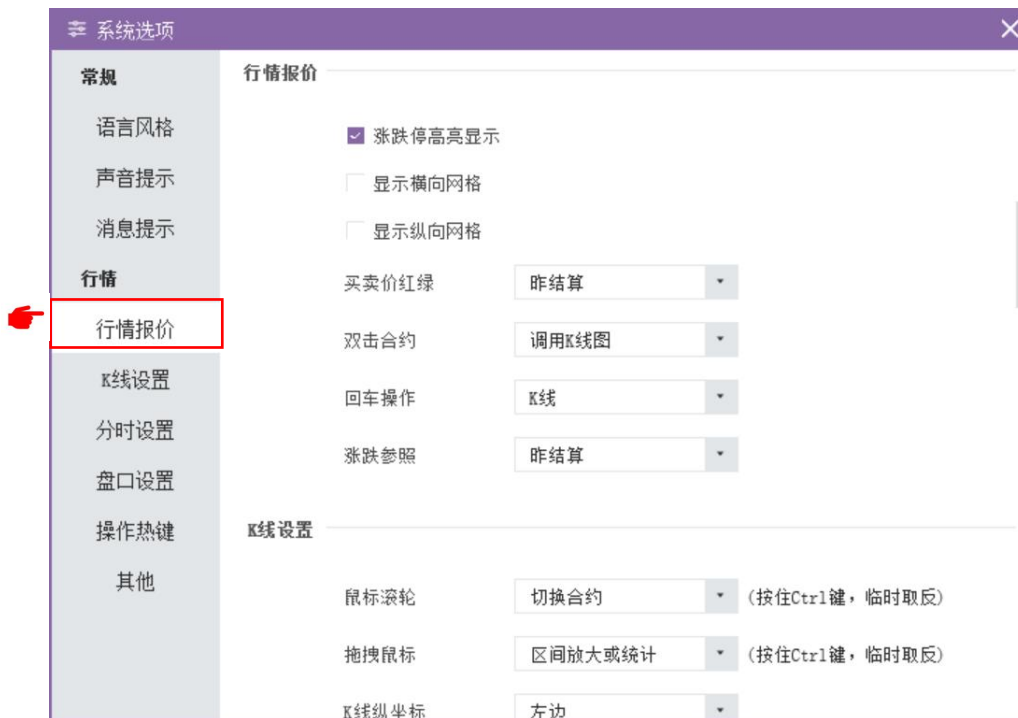 系统选项
常规
语言风格
声音提示
消息提示
行情
行情报价
K线设置
分时设置
盘口设置
操作热键
其他
行情报价
涨跌停高亮显示
显示横向网格
显示纵向网格
买卖价红绿 昨结算
双击合约 调用K线图
回车操作 K线
涨跌参照 昨结算
K线设置
鼠标滚轮 切换合约 (按住Ctrl键，临时取反)
拖拽鼠标 区间放大或统计 (按住Ctrl键，临时取反)
K线纵坐标 左边